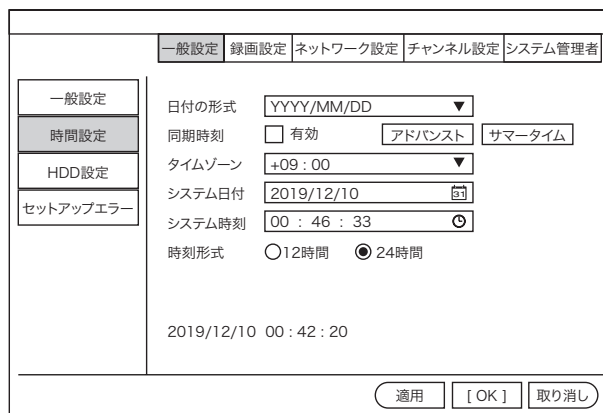 一般設定 録画設定 ネットワーク設定 チャンネル設定 システム管理者
一般設定
時間設定
HDD設定
セットアップエラー
日付の形式 YYYY/MM/DD ▼
同期時刻 有効 アドバンスト サマータイム
タイムゾーン +09 : 00 ▼
システム日付 2019/12/10 31
システム時刻 00 : 46 : 33
時刻形式 12時間 24時間
2019/12/10 00 : 42 : 20
適用 [ OK ] 取り消し